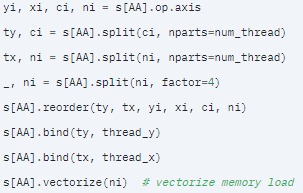 yi, xi, ci, ni = s[AA].op.axis
ty, ci = s[AA].split(ci, nparts=num_thread)
tx, ni = s[AA].split(ni, nparts=num_thread)
_, ni = s[AA].split(ni, factor=4)
s[AA].reorder(ty, tx, yi, xi, ci, ni)
s[AA].bind(ty, thread_y)
s[AA].bind(tx, thread_x)
s[AA].vectorize(ni)  # vectorize memory load